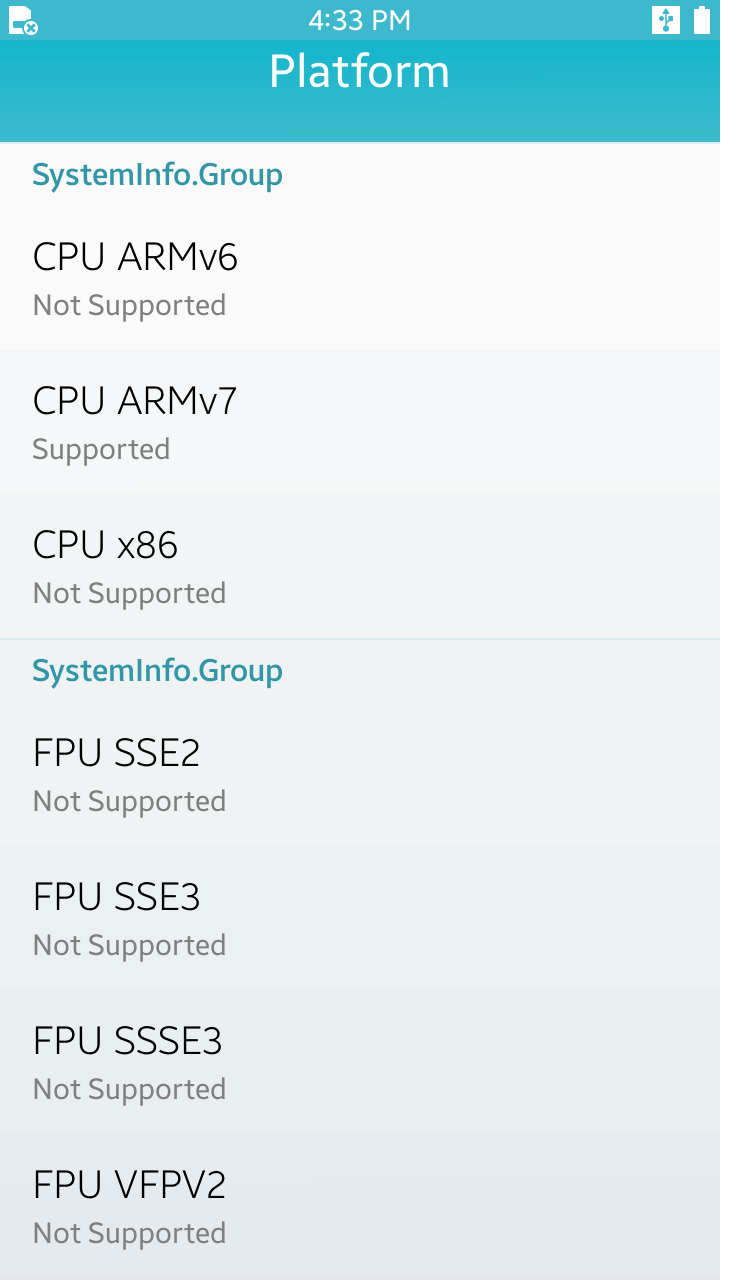 4:33 PM
Platform
SystemInfo.Group
CPU ARMv6
Not Supported
CPU ARMv7
Supported
CPU x86
Not Supported
SystemInfo.Group
FPU SSE2
Not Supported
FPU SSE3
Not Supported
FPU SSSE3
Not Supported
FPU VFPV2
Not Supported